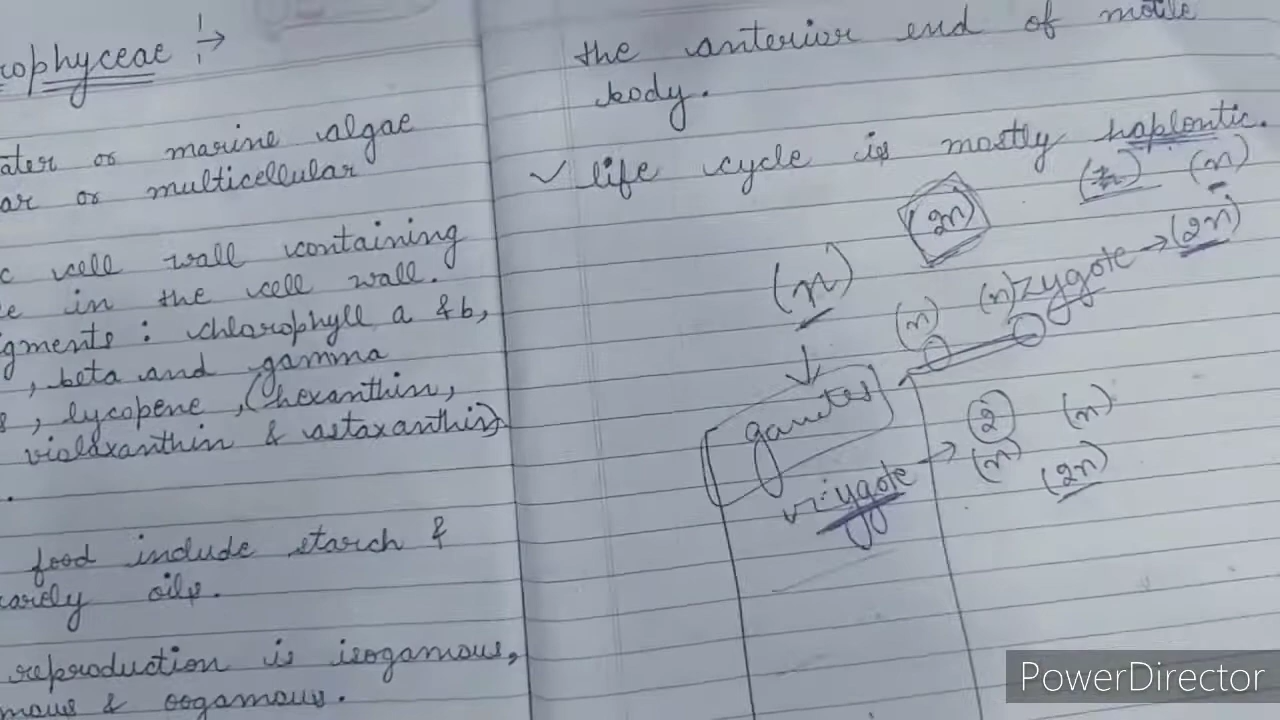 rophyceae :→
ater or marine algae
ar or multicellular
c cell wall containing
e in the cell wall.
gments : chlorophyll a & b,
, beta and gamma
s, lycopene, (hexanthin,
violaxanthin & astaxanthin)
.
food include starch &
rarely oils.
reproduction is isogamous,
mous & oogamous.
the anterior end of motile
body.
✓ life cycle is mostly haplontic.
(n)
(2n)
(n)
(n) (n) zygote → (2n)
gametes
2 (n)
zygote → (n) (2n)
PowerDirector